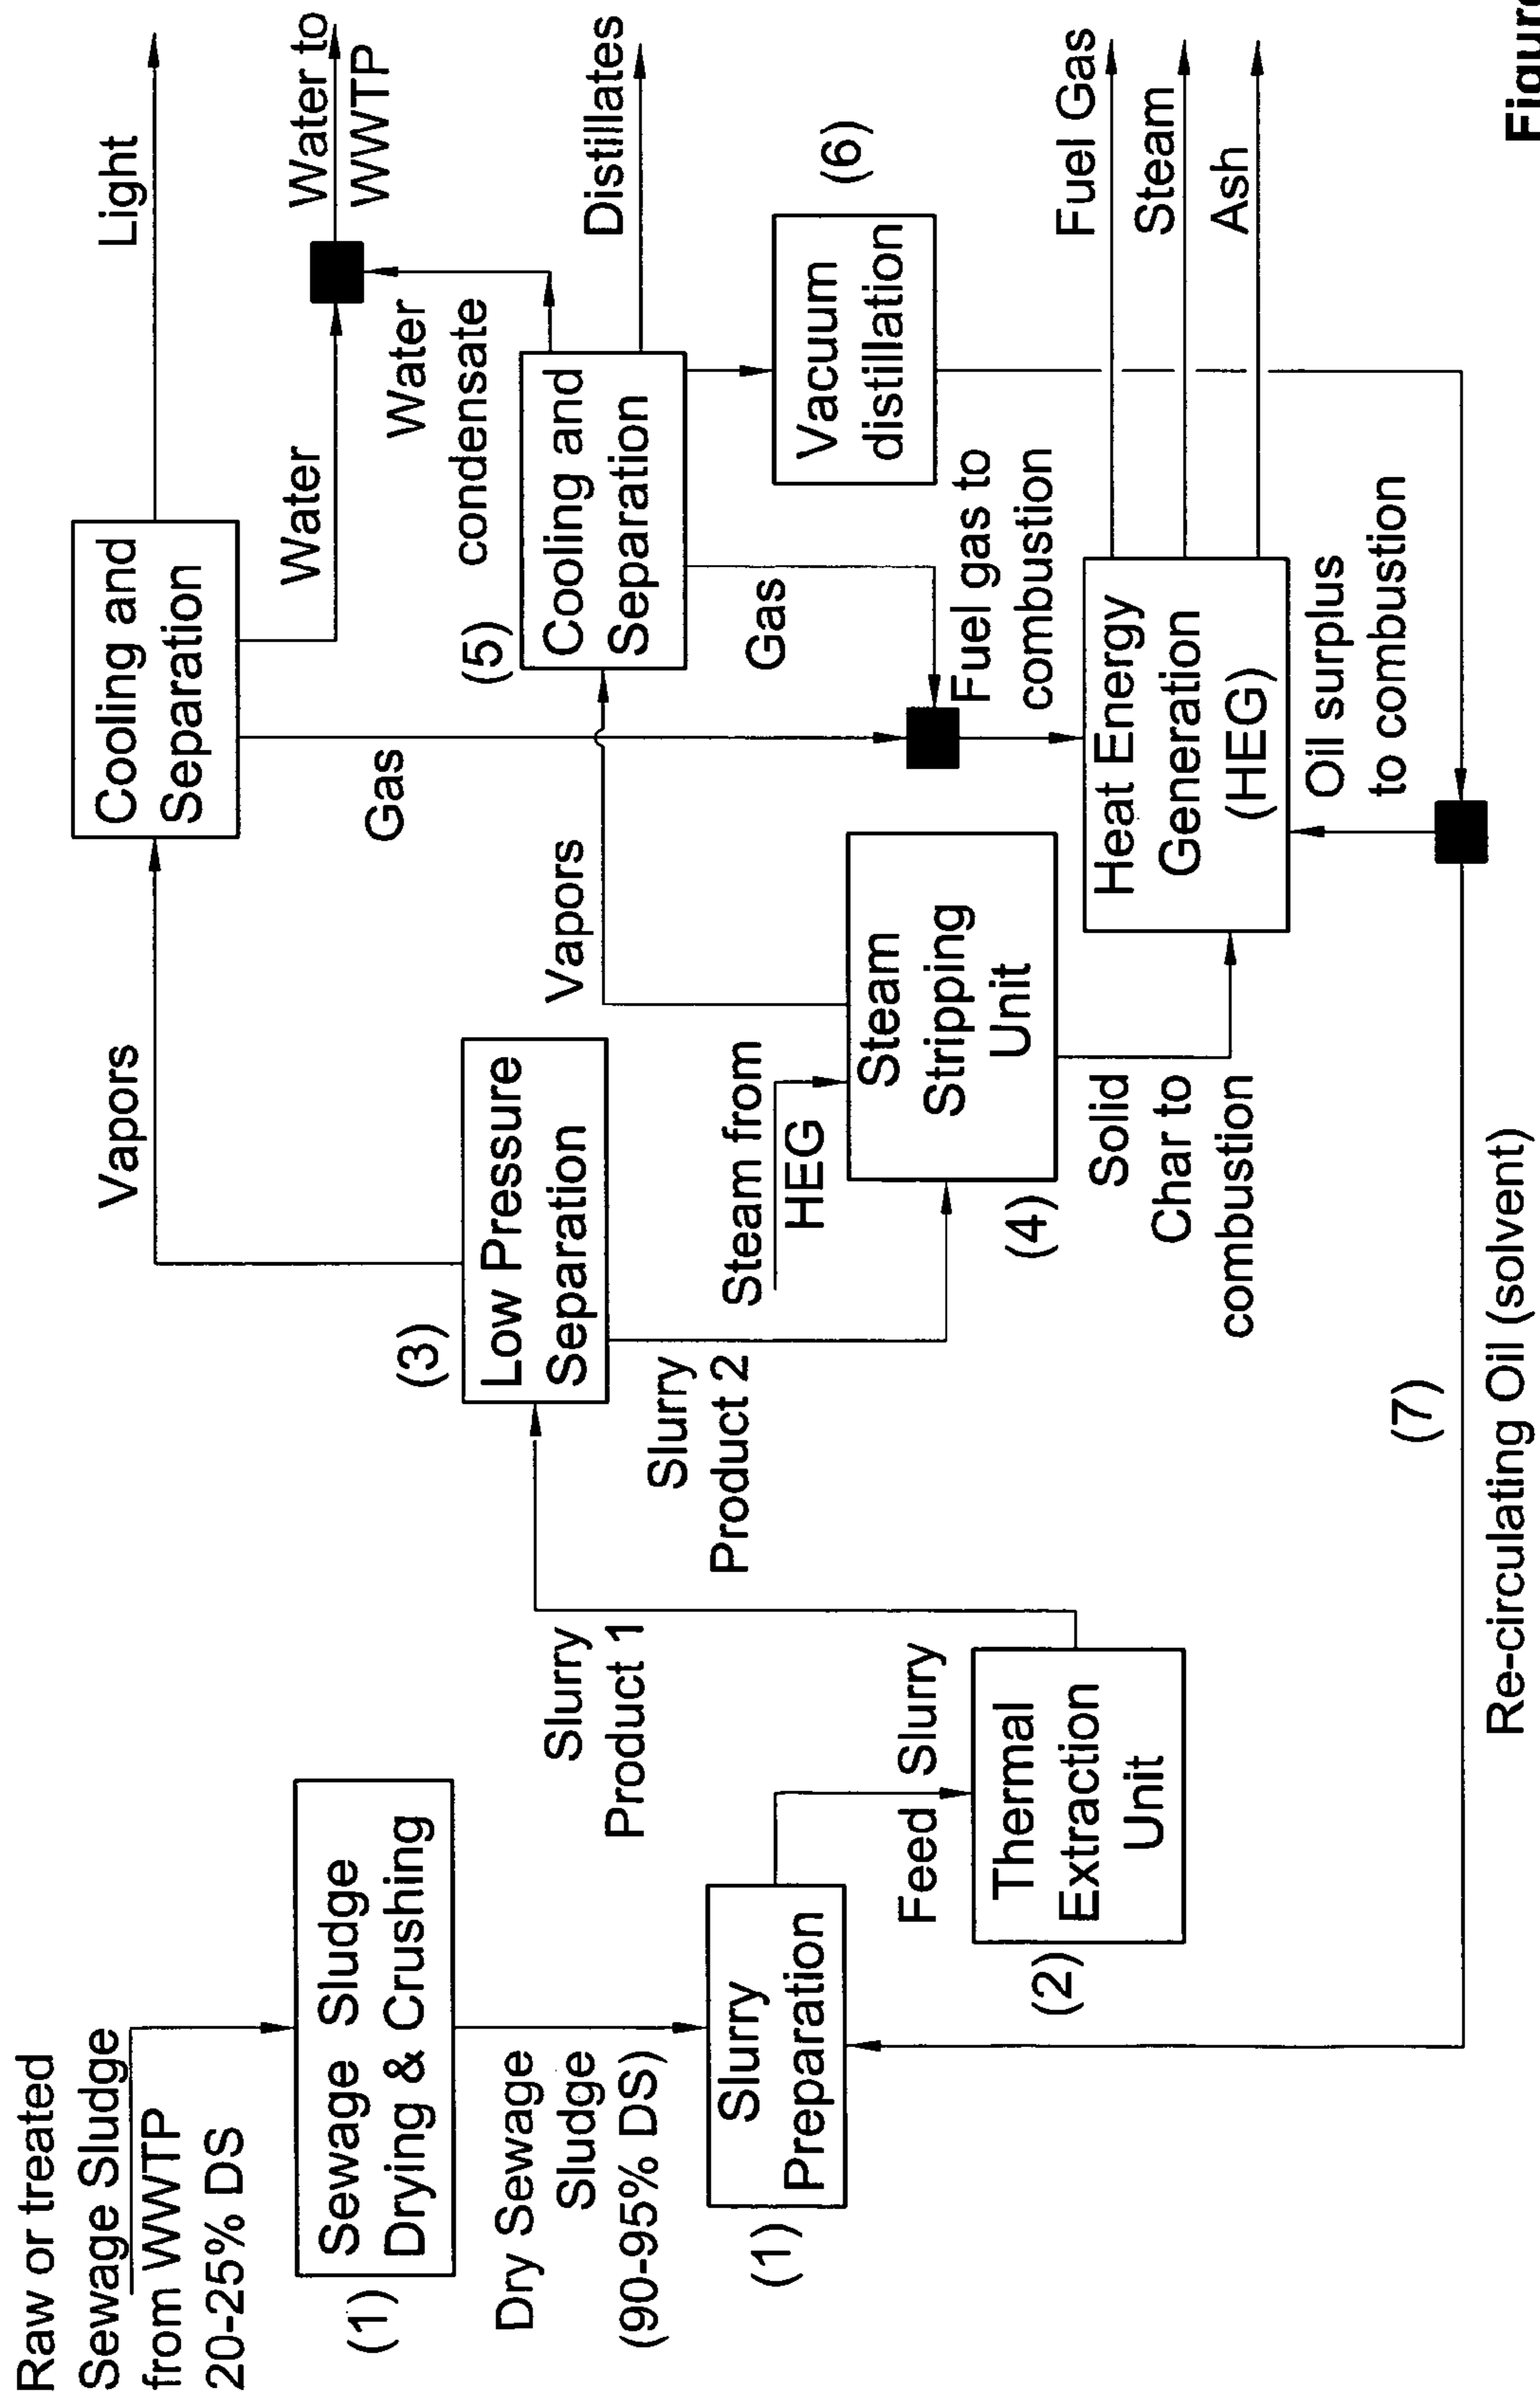 Raw or treated
Sewage Sludge
from WWTP
20-25% DS
Sewage Sludge
Drying & Crushing
(1)
Dry Sewage
Sludge
(90-95% DS)
Slurry
Preparation
(1)
Feed Slurry
Thermal
Extraction
Unit
(2)
Slurry
Product 1
(3)
Low Pressure
Separation
Vapors
Slurry
Product 2
Steam from
HEG
Steam
Stripping
Unit
(4)
Solid
Char to
combustion
Vapors
Cooling and
Separation
Light
Water
Water to
WWTP
Gas
(5)
Cooling and
Separation
Water
condensate
Distillates
Gas
Vacuum
distillation
(6)
Fuel gas to
combustion
Heat Energy
Generation
(HEG)
Fuel Gas
Steam
Ash
Oil surplus
to combustion
(7)
Re-circulating Oil (solvent)
Figure